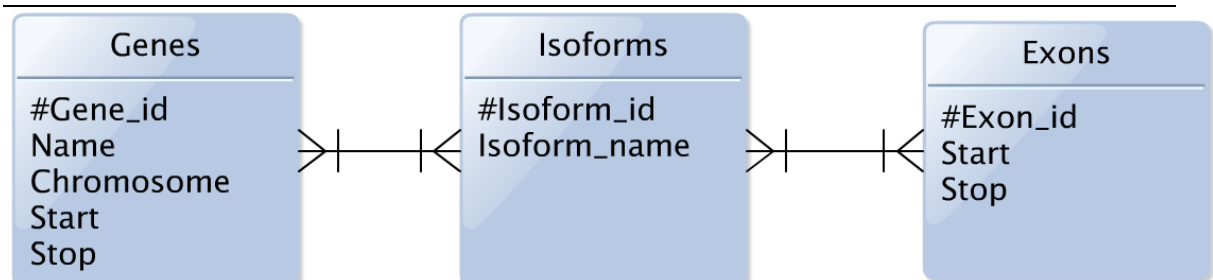 Genes
#Gene_id
Name
Chromosome
Start
Stop
Isoforms
#Isoform_id
Isoform_name
Exons
#Exon_id
Start
Stop